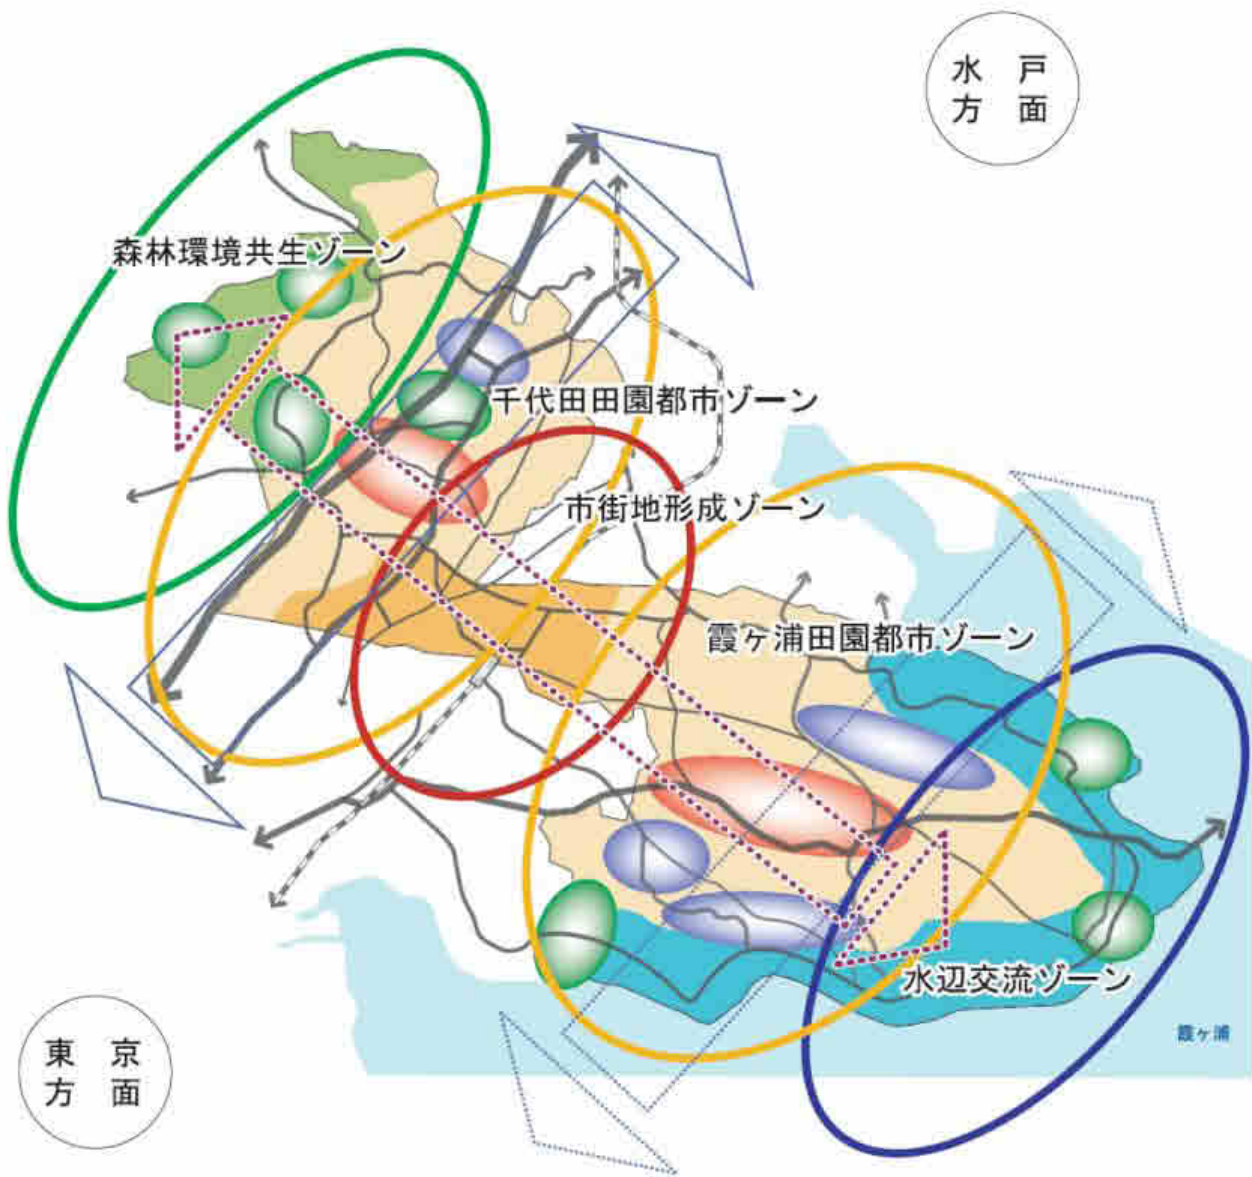 水 戸
方 面
森林環境共生ゾーン
千代田田園都市ゾーン
市街地形成ゾーン
霞ヶ浦田園都市ゾーン
水辺交流ゾーン
霞ヶ浦
東 京
方 面